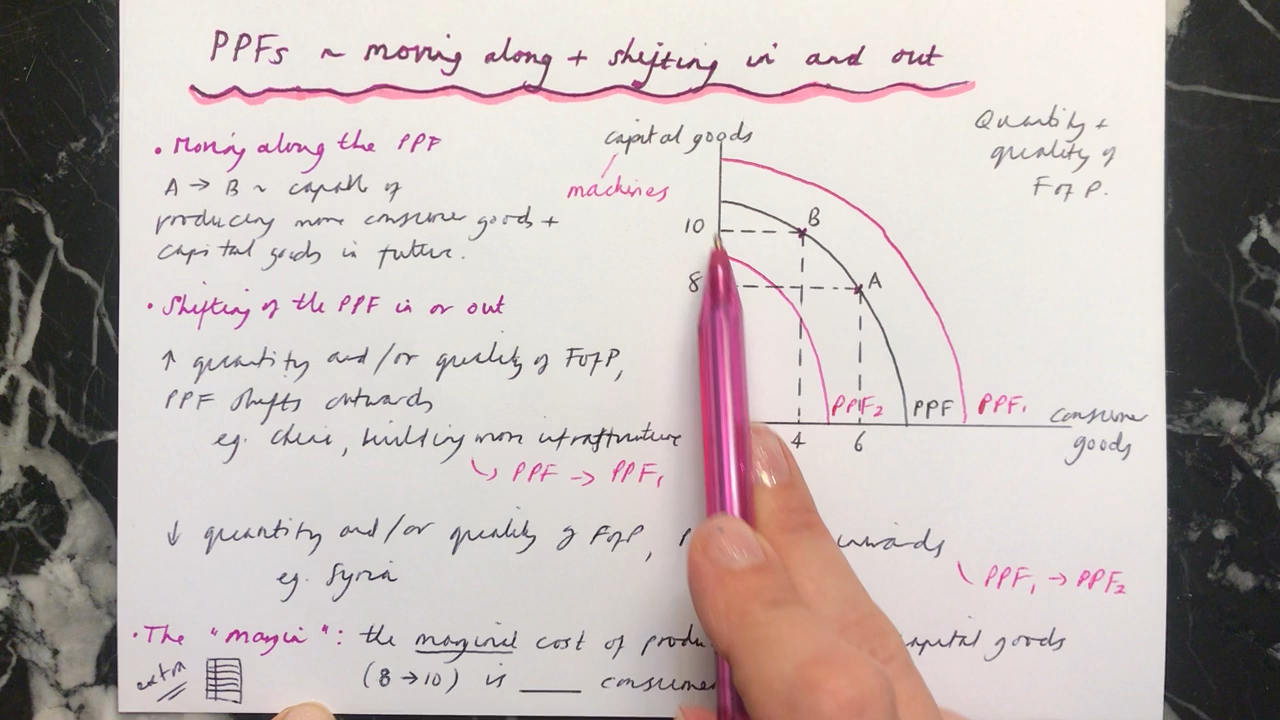 PPFs ~ moving along + shifting in and out
• Moving along the PPF
A → B ~ capable of
producing more consumer goods +
capital goods in future.
• Shifting of the PPF in or out
↑ quantity and/or quality of FofP,
PPF shifts outwards
eg. China, building more infrastructure
↳ PPF → PPF₁
↓ quantity and/or quality of FofP, inwards
eg. Syria
PPF₁ → PPF₂
• The "margin": the marginal cost of capital goods
extra
(8 → 10) is ____ consumer
capital goods
machines
Quantity +
quality of
FofP.
10
B
8
A
PPF₂ PPF PPF₁
consumer
goods
4 6